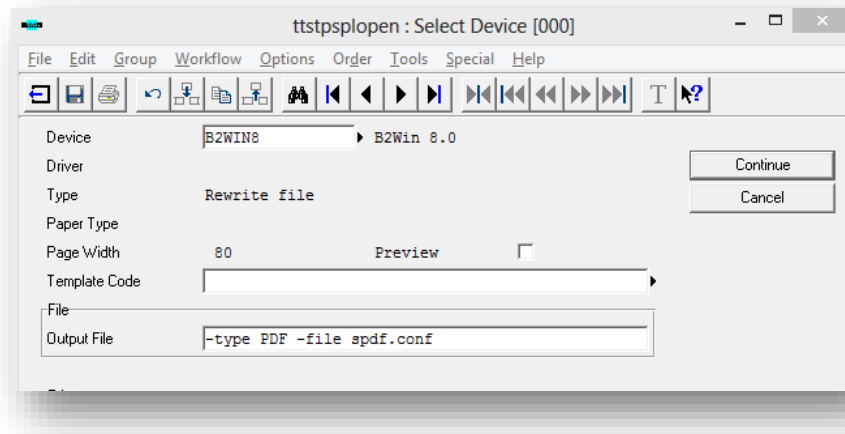 ttstpsplopen : Select Device [000]
File Edit Group Workflow Options Order Tools Special Help
T ?
Device B2WIN8 B2Win 8.0
Driver
Continue
Type Rewrite file
Cancel
Paper Type
Page Width 80 Preview
Template Code
File
Output File -type PDF -file spdf.conf